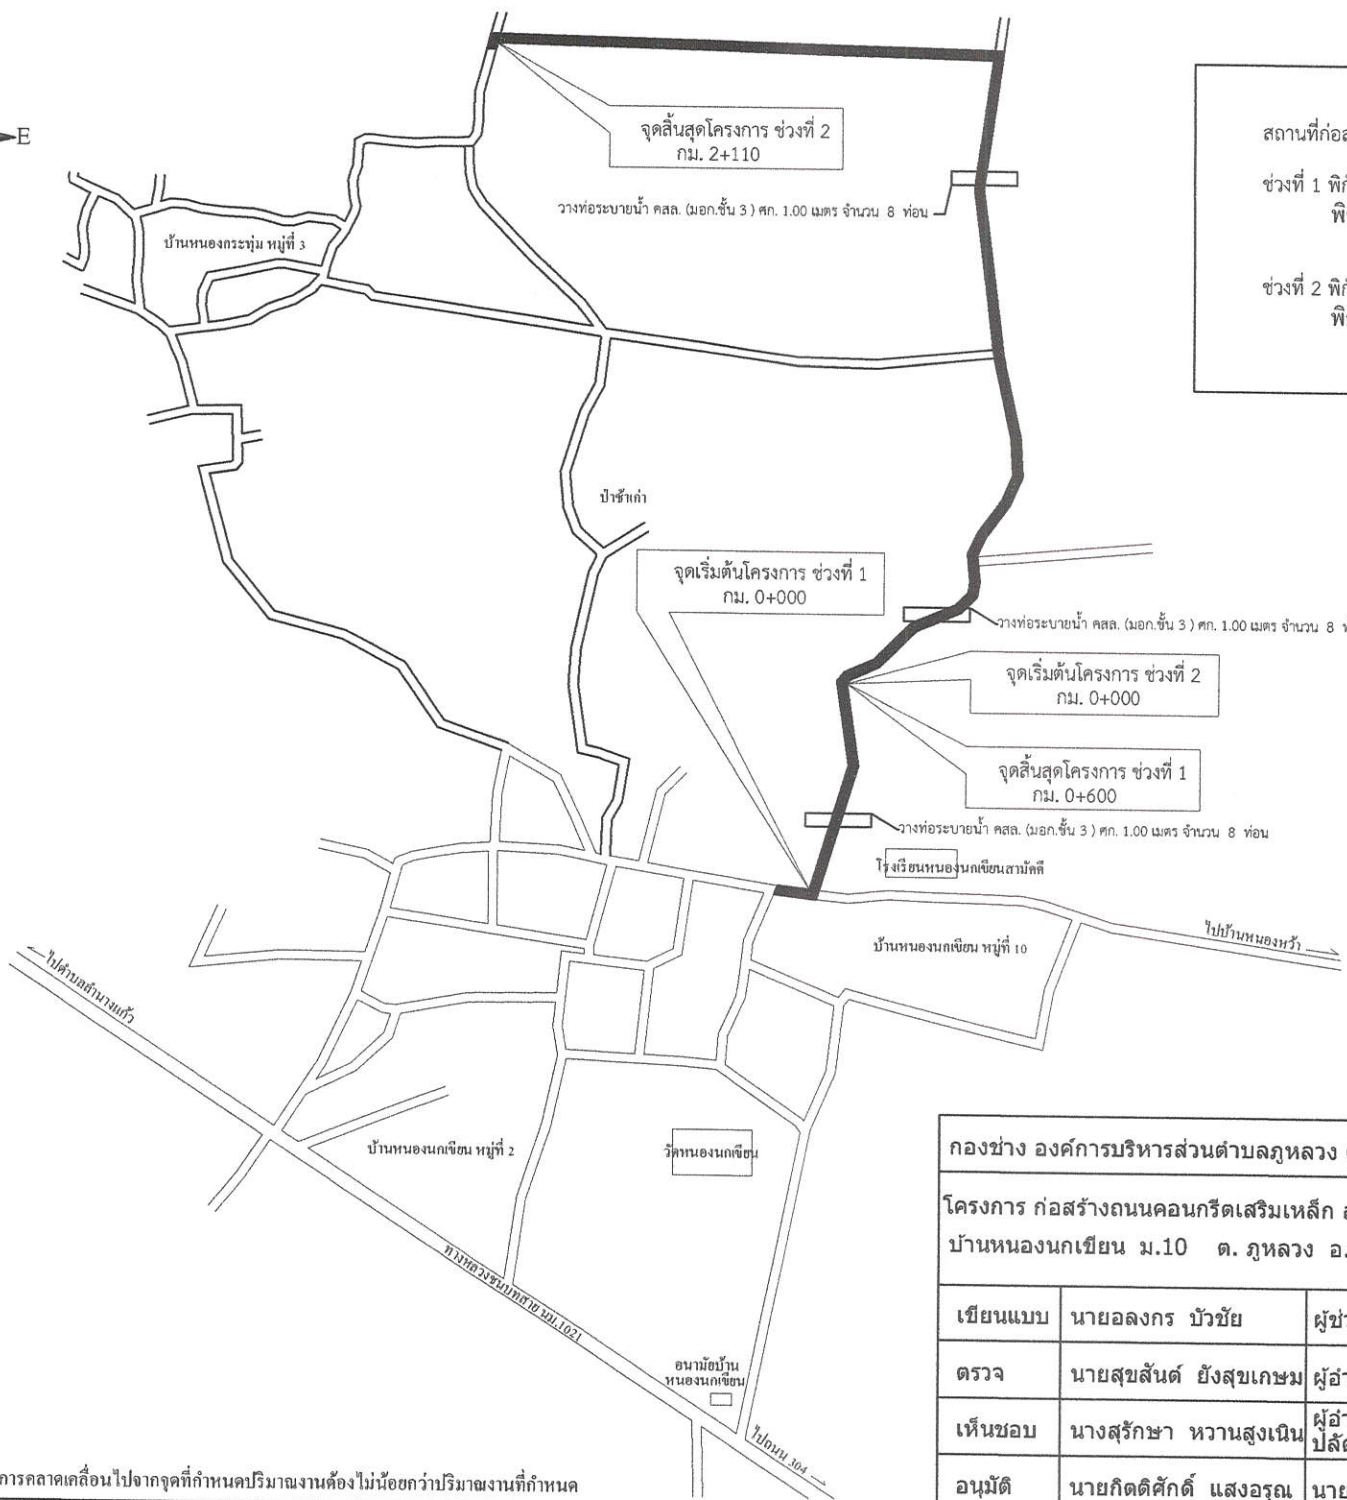 E
จุดสิ้นสุดโครงการ ช่วงที่ 2
กม. 2+110
สถานที่ก่อส
ช่วงที่ 1 พิกั
พิ
วางท่อระบายน้ำ คสล. (มอก.ชั้น 3 ) ศก. 1.00 เมตร จำนวน 8 ท่อน
บ้านหนองกระทุ่ม หมู่ที่ 3
ช่วงที่ 2 พิกั
พิ
ป่าช้าเก่า
จุดเริ่มต้นโครงการ ช่วงที่ 1
กม. 0+000
วางท่อระบายน้ำ คสล. (มอก.ชั้น 3 ) ศก. 1.00 เมตร จำนวน 8 ท
จุดเริ่มต้นโครงการ ช่วงที่ 2
กม. 0+000
จุดสิ้นสุดโครงการ ช่วงที่ 1
กม. 0+600
วางท่อระบายน้ำ คสล. (มอก.ชั้น 3 ) ศก. 1.00 เมตร จำนวน 8 ท่อน
โรงเรียนหนองนกเขียนสามัคคี
ไปบ้านหนองหว้า
บ้านหนองนกเขียน หมู่ที่ 10
ไปตำบลสำนางแก้ว
บ้านหนองนกเขียน หมู่ที่ 2
วัดหนองนกเขียน
ทางหลวงชนบทสาย นม.1021
อนามัยบ้าน
หนองนกเขียน
ไปถนน 304
กองช่าง องค์การบริหารส่วนตำบลภูหลวง
โครงการ ก่อสร้างถนนคอนกรีตเสริมเหล็ก ส
บ้านหนองนกเขียน ม.10 ต. ภูหลวง อ.
เขียนแบบ นายอลงกร บัวชัย ผู้ช่ว
ตรวจ นายสุขสันต์ ยังสุขเกษม ผู้อำ
เห็นชอบ นางสุรักษา หวานสูงเนิน ผู้อำ
ปลัด
อนุมัติ นายกิตติศักดิ์ แสงอรุณ นาย
การคลาดเคลื่อนไปจากจุดที่กำหนดปริมาณงานต้องไม่น้อยกว่าปริมาณงานที่กำหนด